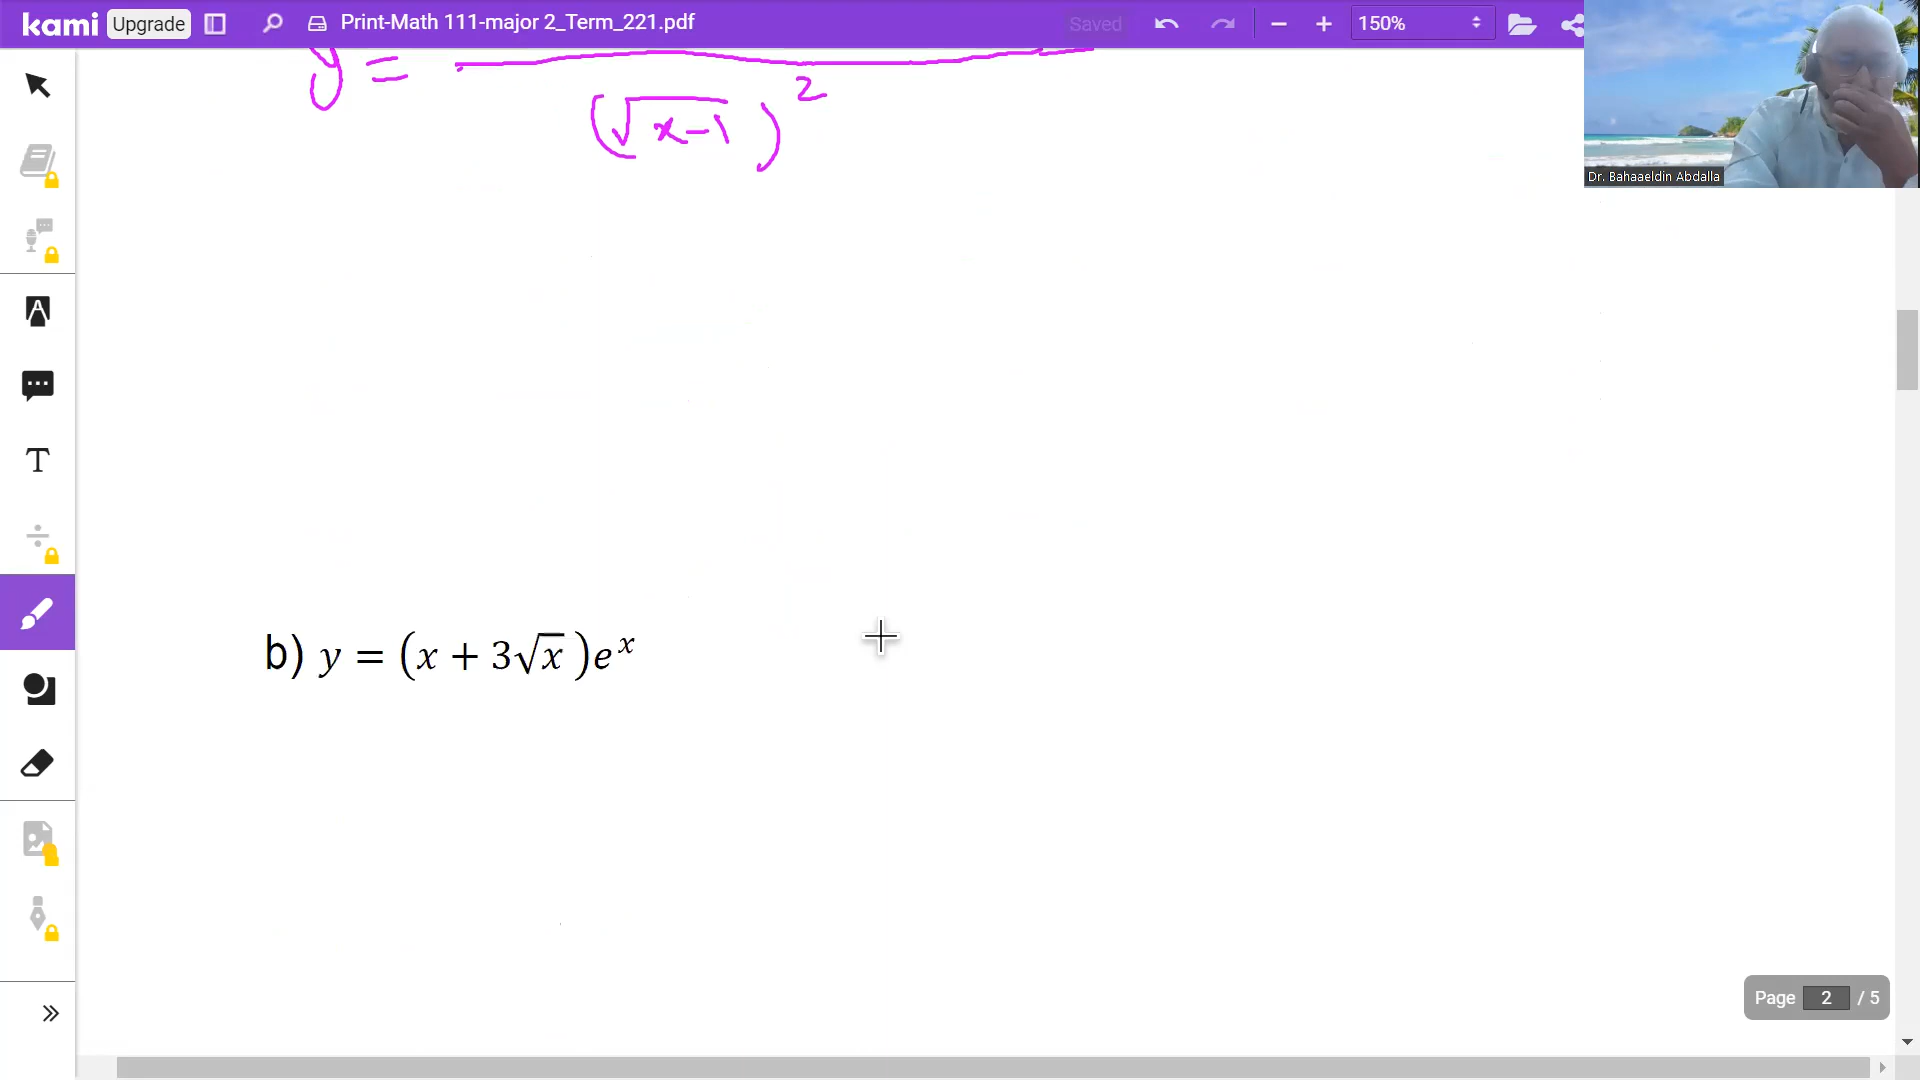 kami Upgrade Print-Math 111-major 2_Term_221.pdf Saved 150%
y =
(√x-1)²
Dr. Bahaaeldin Abdalla
T
b) y = (x + 3√x )eˣ
Page 2 / 5